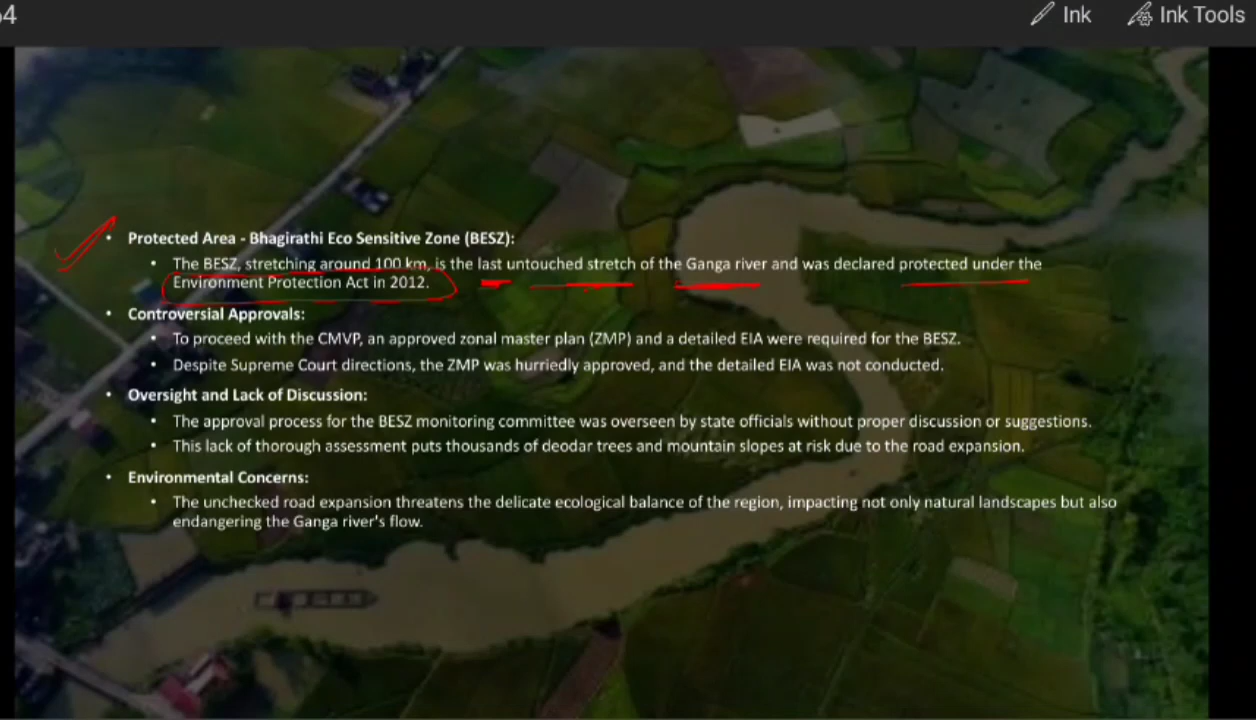 64
Ink
Ink Tools
• Protected Area - Bhagirathi Eco Sensitive Zone (BESZ):
• The BESZ, stretching around 100 km, is the last untouched stretch of the Ganga river and was declared protected under the
Environment Protection Act in 2012.
• Controversial Approvals:
• To proceed with the CMVP, an approved zonal master plan (ZMP) and a detailed EIA were required for the BESZ.
• Despite Supreme Court directions, the ZMP was hurriedly approved, and the detailed EIA was not conducted.
• Oversight and Lack of Discussion:
• The approval process for the BESZ monitoring committee was overseen by state officials without proper discussion or suggestions.
• This lack of thorough assessment puts thousands of deodar trees and mountain slopes at risk due to the road expansion.
• Environmental Concerns:
• The unchecked road expansion threatens the delicate ecological balance of the region, impacting not only natural landscapes but also
endangering the Ganga river's flow.